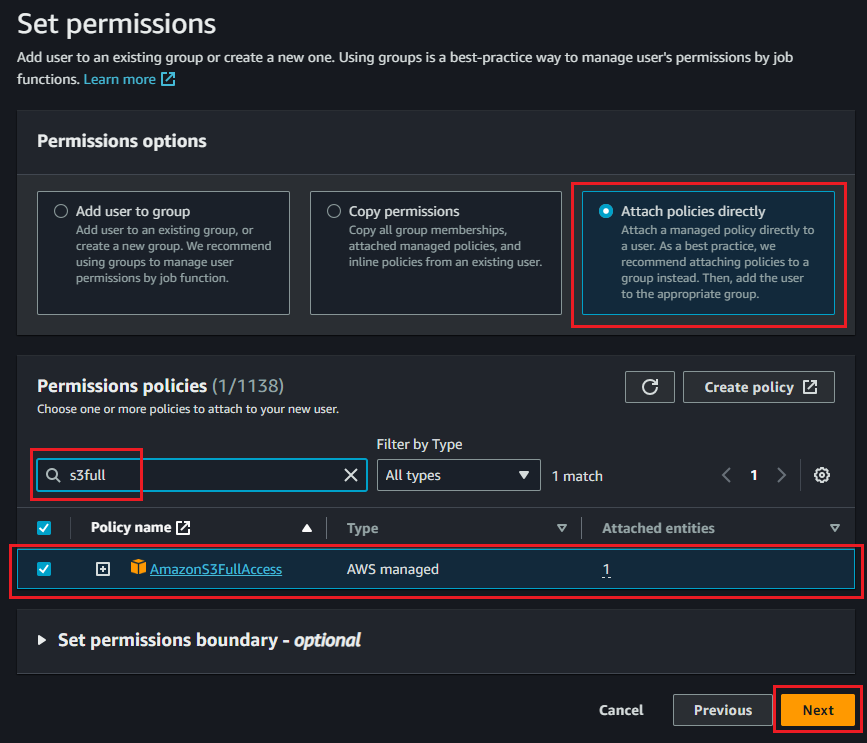 Set permissions
Add user to an existing group or create a new one. Using groups is a best-practice way to manage user's permissions by job
functions. Learn more
Permissions options
Add user to group
Add user to an existing group, or
create a new group. We recommend
using groups to manage user
permissions by job function.
Copy permissions
Copy all group memberships,
attached managed policies, and
inline policies from an existing user.
Attach policies directly
Attach a managed policy directly to
a user. As a best practice, we
recommend attaching policies to a
group instead. Then, add the user
to the appropriate group.
Permissions policies (1/1138)
Choose one or more policies to attach to your new user.
Create policy
Filter by Type
s3full
All types
1 match
1
Policy name
Type
Attached entities
AmazonS3FullAccess
AWS managed
1
Set permissions boundary - optional
Cancel
Previous
Next